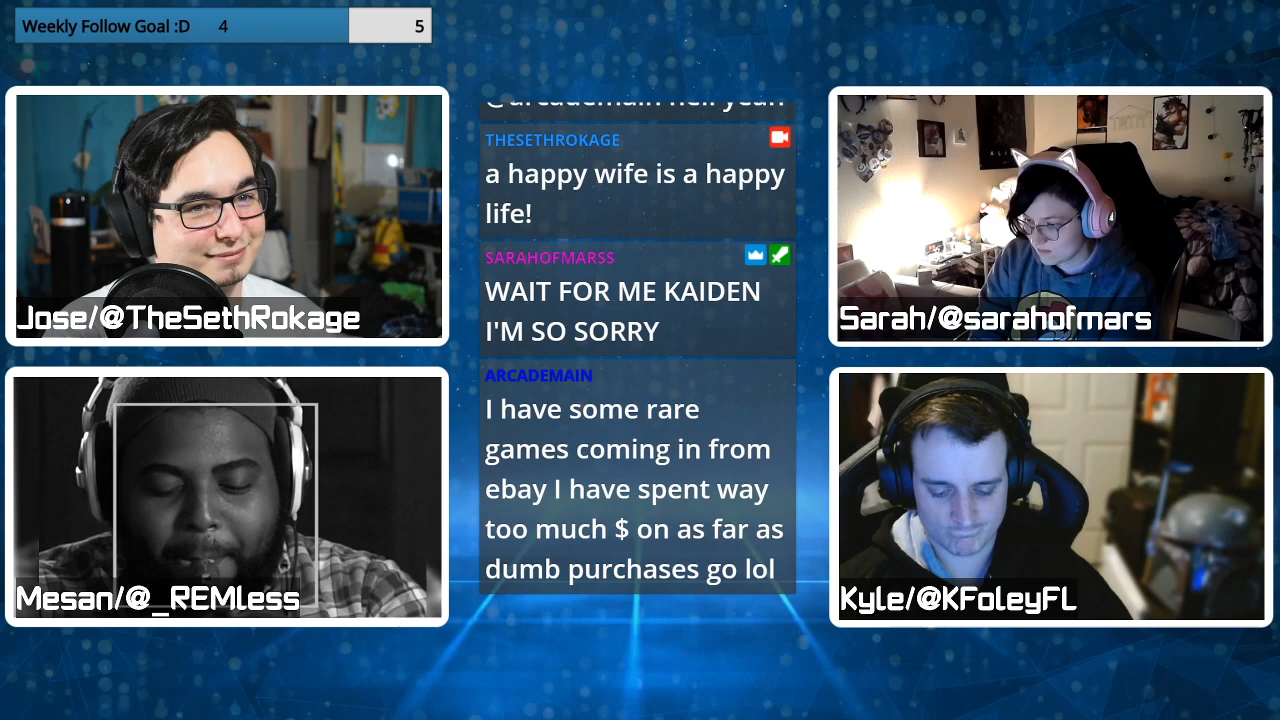 Weekly Follow Goal :D 4 5
THESETHROKAGE
a happy wife is a happy
life!
SARAHOFMARSS
WAIT FOR ME KAIDEN
I'M SO SORRY
ARCADEMAIN
I have some rare
games coming in from
ebay I have spent way
too much $ on as far as
dumb purchases go lol
Jose/@TheSethRokage
Sarah/@sarahofmars
Mesan/@_REMless
Kyle/@KFoleyFL